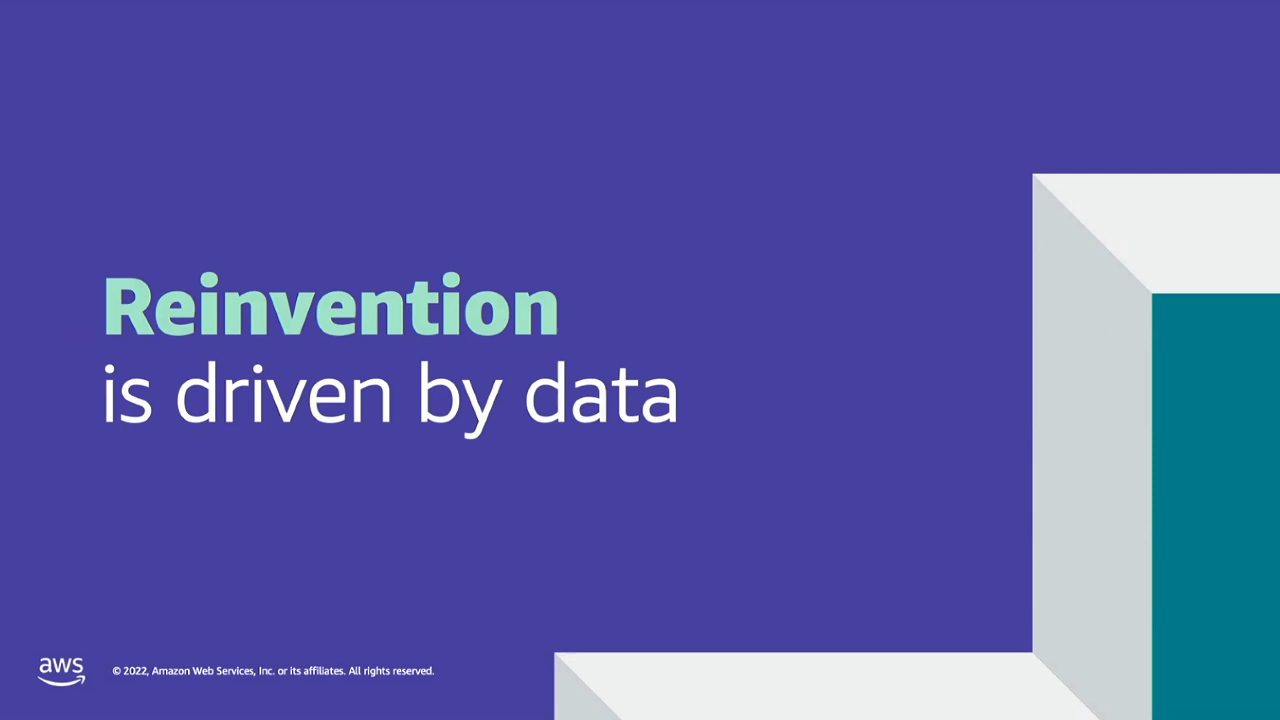 Reinvention
is driven by data
aws
© 2022, Amazon Web Services, Inc. or its affiliates. All rights reserved.